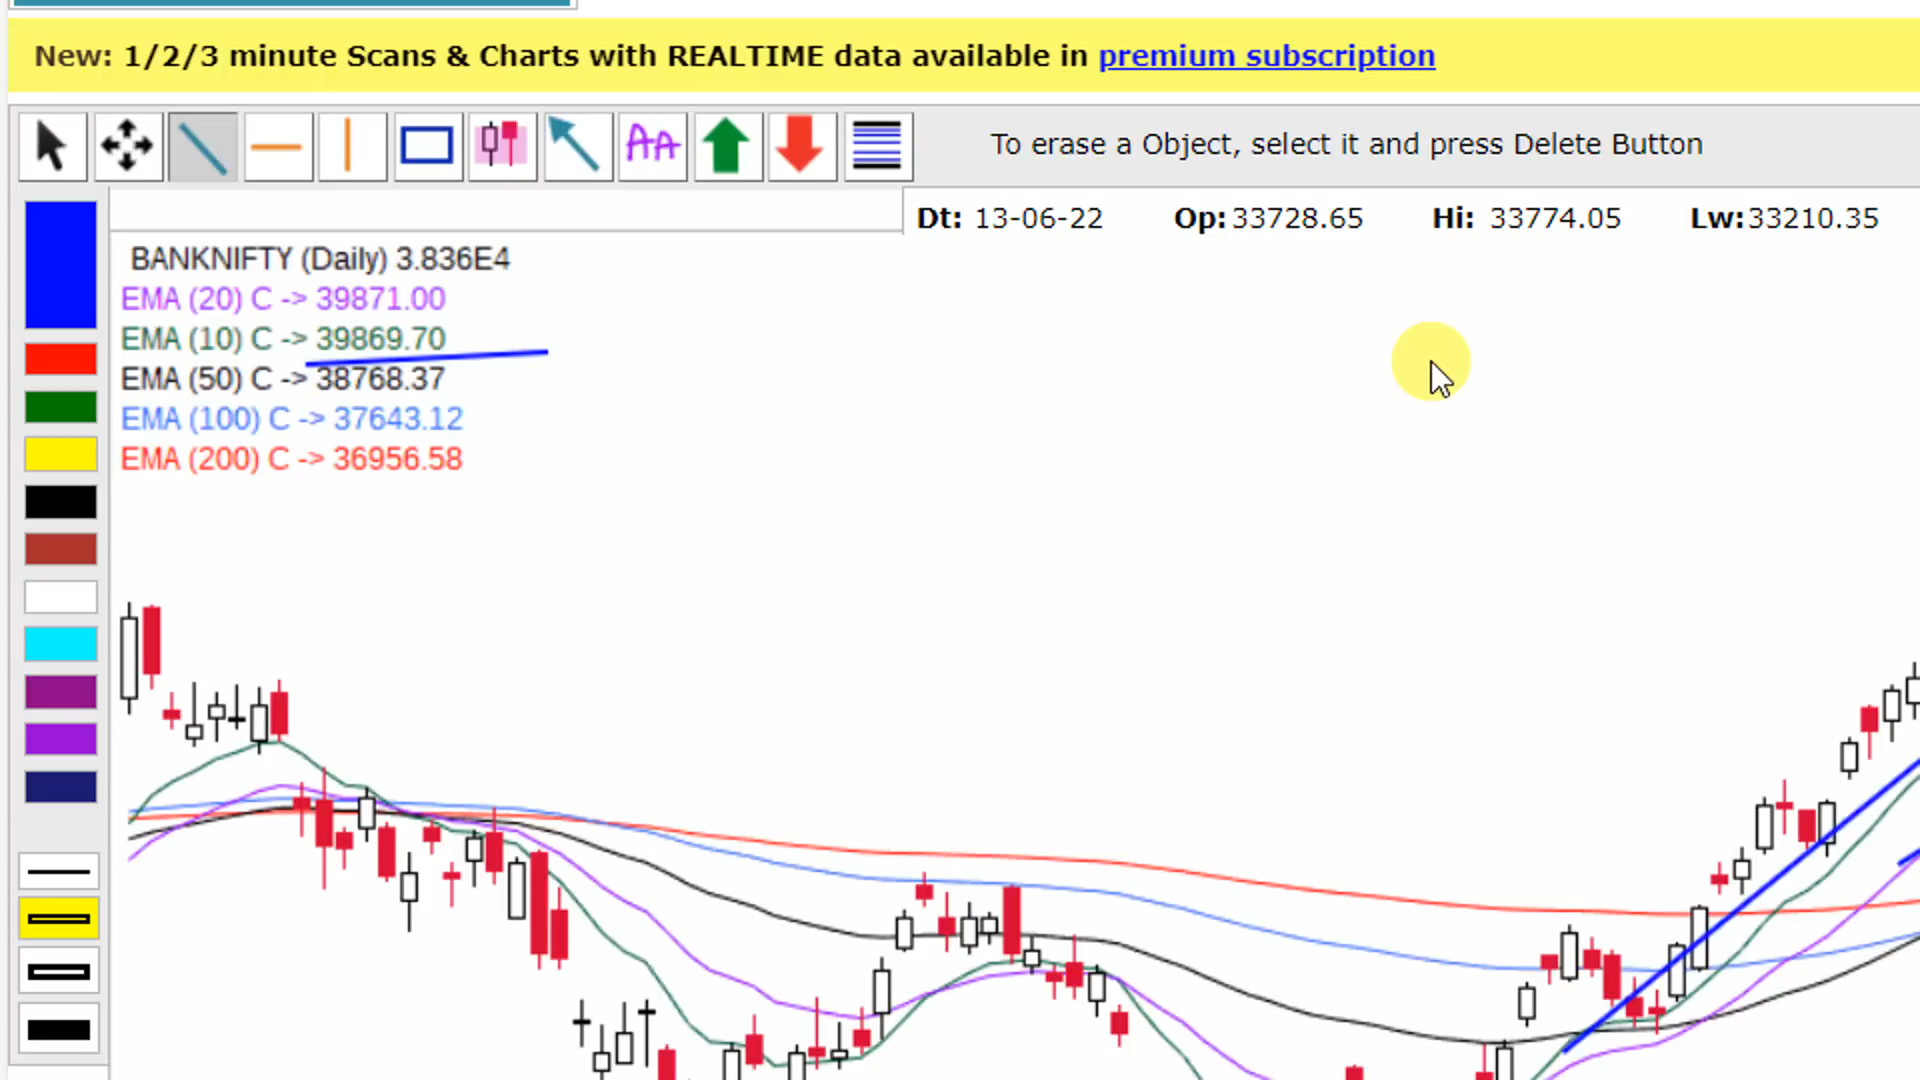 New: 1/2/3 minute Scans & Charts with REALTIME data available in premium subscription
AA To erase a Object, select it and press Delete Button
Dt: 13-06-22 Op:33728.65 Hi: 33774.05 Lw:33210.35
BANKNIFTY (Daily) 3.836E4
EMA (20) C -> 39871.00
EMA (10) C -> 39869.70
EMA (50) C -> 38768.37
EMA (100) C -> 37643.12
EMA (200) C -> 36956.58